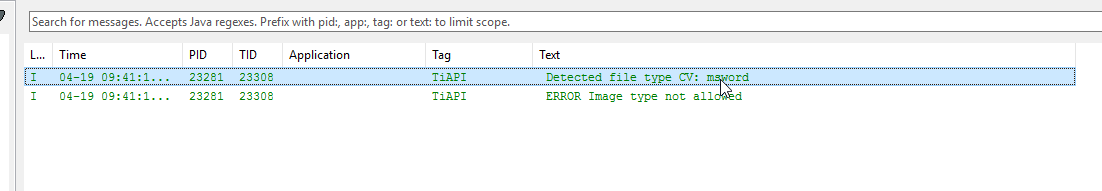 Search for messages. Accepts Java regexes. Prefix with pid:, app:, tag: or text: to limit scope.
L... Time PID TID Application Tag Text
I 04-19 09:41:1... 23281 23308 TiAPI Detected file type CV: msword
I 04-19 09:41:1... 23281 23308 TiAPI ERROR Image type not allowed